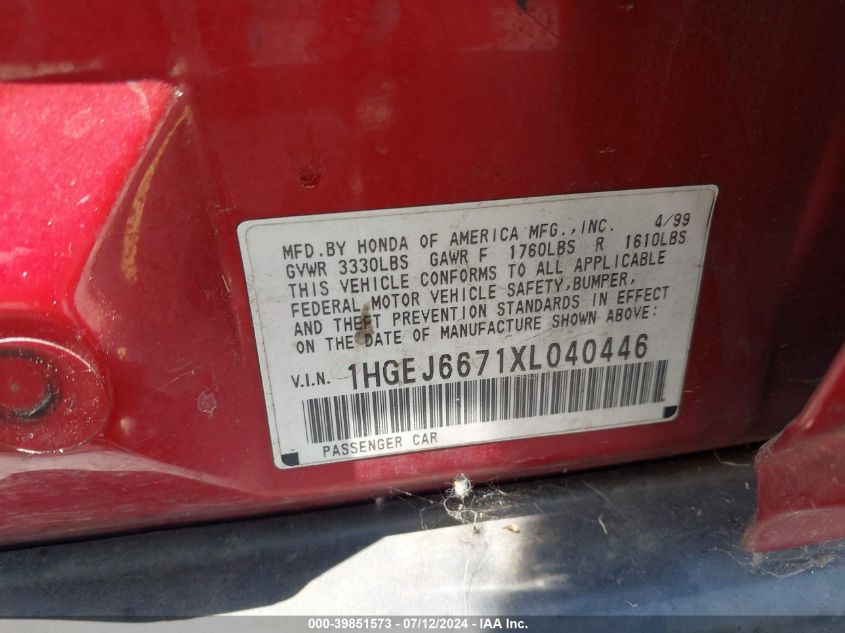 MFD.BY HONDA OF AMERICA MFG.,INC. 4/99
GVWR 3330LBS GAWR F 1760LBS R 1610LBS
THIS VEHICLE CONFORMS TO ALL APPLICABLE
FEDERAL MOTOR VEHICLE SAFETY,BUMPER,
AND THEFT PREVENTION STANDARDS IN EFFECT
ON THE DATE OF MANUFACTURE SHOWN ABOVE:
V.I.N. 1HGEJ6671XL040446
PASSENGER CAR
000-39851573 - 07/12/2024 - IAA Inc.